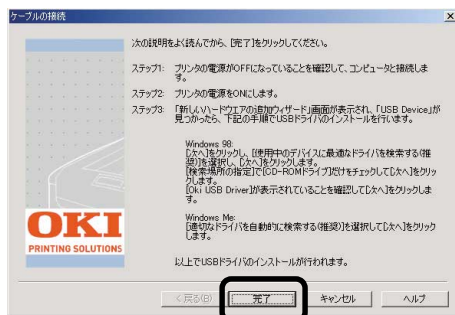 ケーブルの接続
次の説明をよく読んでから、[完了]をクリックしてください。
ステップ1: プリンタの電源がOFFになっていることを確認して、コンピュータと接続しま
す。
ステップ2: プリンタの電源をONにします。
ステップ3: 「新しいハードウエアの追加ウィザード」画面が表示され、「USB Device」が
見つかったら、下記の手順でUSBドライバのインストールを行います。
Windows 98:
[次へ]をクリックし、[使用中のデバイスに最適なドライバを検索する(推
奨)]を選択し、[次へ]をクリックします。
[検索場所の指定]で[CD-ROMドライブ]だけをチェックして[次へ]をクリッ
クします。
[Oki USB Driver]が表示されていることを確認して[次へ]をクリックしま
す。
Windows Me:
[適切なドライバを自動的に検索する(推奨)]を選択して[次へ]をクリック
します。
以上でUSBドライバのインストールが行われます。
OKI
PRINTING SOLUTIONS
< 戻る(B) 完了 キャンセル ヘルプ